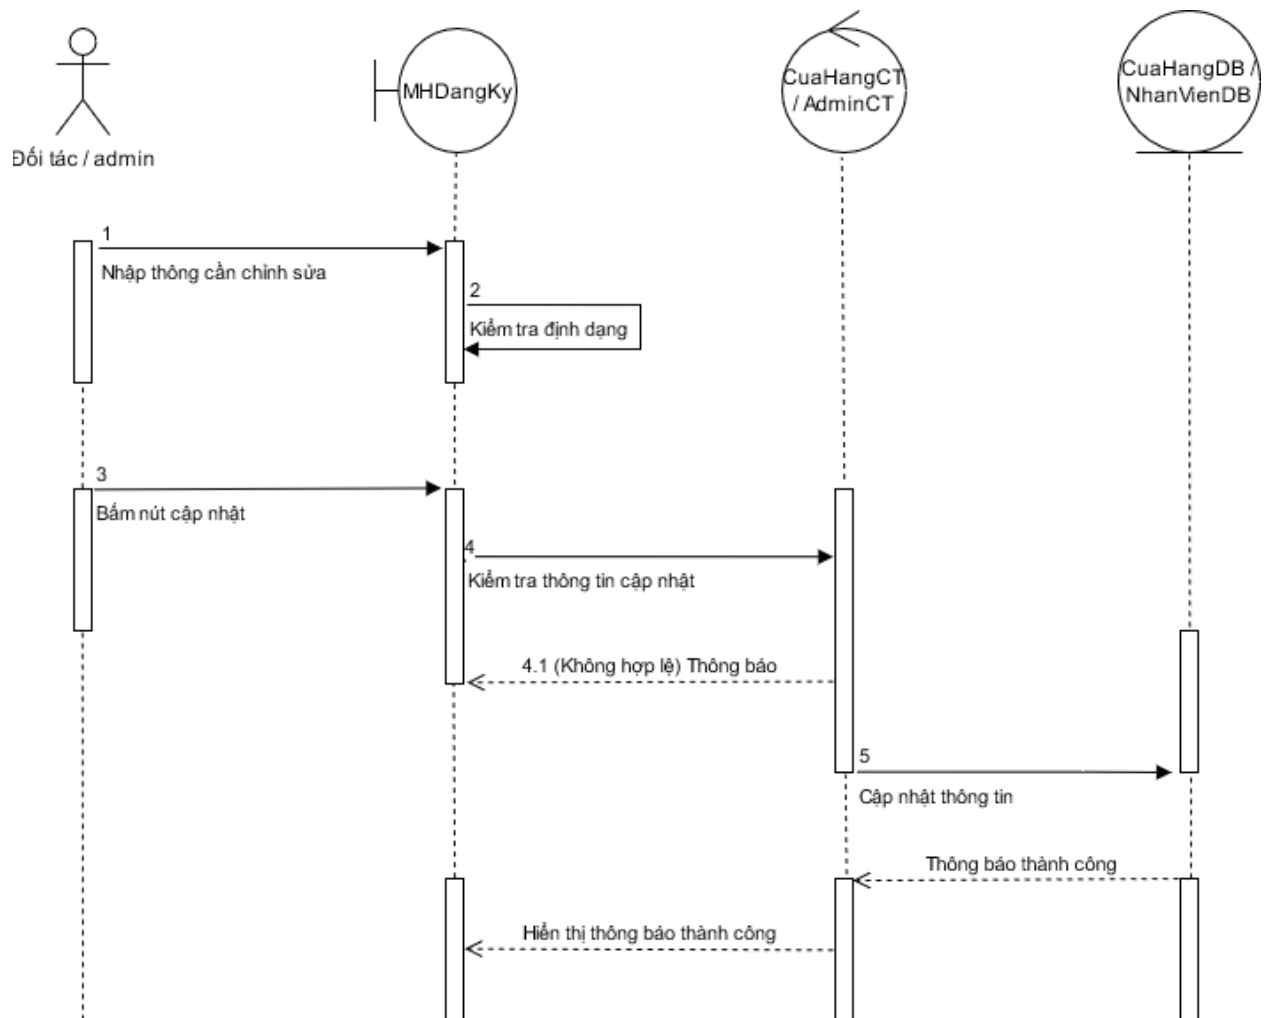 MHDangKy
CuaHangCT
/ AdminCT
CuaHangDB /
NhanVienDB
Đối tác / admin
1
Nhập thông cần chỉnh sửa
2
Kiểm tra định dạng
3
Bấm nút cập nhật
4
Kiểm tra thông tin cập nhật
4.1 (Không hợp lệ) Thông báo
5
Cập nhật thông tin
Thông báo thành công
Hiển thị thông báo thành công